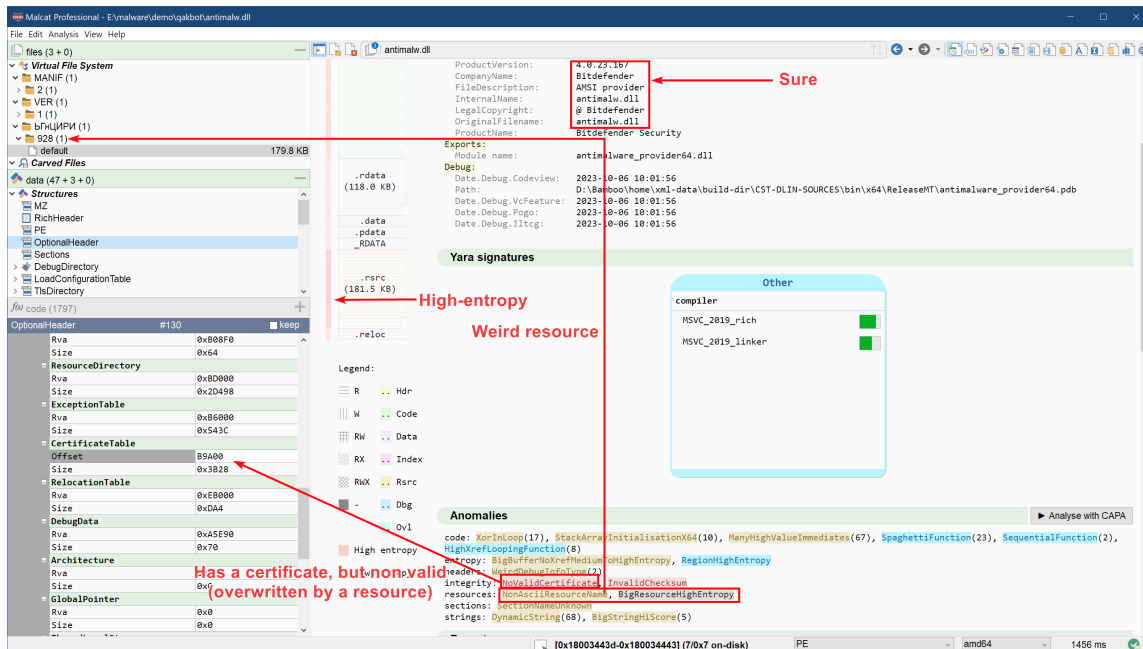 Malcat Professional - E:\malware\demo\qakbot\antimalw.dll
File Edit Analysis View Help
files (3 + 0)
Virtual File System
MANIF (1)
2 (1)
VER (1)
1 (1)
ЬГнЦИРИ (1)
928 (1)
default 179.8 KB
Carved Files
data (47 + 3 + 0)
Structures
MZ
RichHeader
PE
OptionalHeader
Sections
DebugDirectory
LoadConfigurationTable
TlsDirectory
f(x) code (1797)
OptionalHeader #130 keep
Rva 0xB08F0
Size 0x64
ResourceDirectory
Rva 0xBD000
Size 0x2D498
ExceptionTable
Rva 0xB6000
Size 0x543C
CertificateTable
Offset B9A00
Size 0x3B28
RelocationTable
Rva 0xEB000
Size 0xDA4
DebugData
Rva 0xA5E90
Size 0x70
Architecture
Rva
Size
GlobalPointer
Rva 0x0
Size 0x0
antimalw.dll
.rdata
(118.0 KB)
.data
.pdata
_RDATA
.rsrc
(181.5 KB)
.reloc
Legend:
R .. Hdr
W .. Code
RW .. Data
RX .. Index
RWX .. Rsrc
- .. Dbg
.. Ovl
High entropy
ProductVersion: 4.0.23.167
CompanyName: Bitdefender
FileDescription: AMSI provider
InternalName: antimalw.dll
LegalCopyright: @ Bitdefender
OriginalFilename: antimalw.dll
ProductName: Bitdefender Security
Exports:
Module name: antimalware_provider64.dll
Debug:
Date.Debug.Codeview: 2023-10-06 10:01:56
Path: D:\Bamboo\home\xml-data\build-dir\CST-DLIN-SOURCES\bin\x64\ReleaseMT\antimalware_provider64.pdb
Date.Debug.VcFeature: 2023-10-06 10:01:56
Date.Debug.Pogo: 2023-10-06 10:01:56
Date.Debug.Iltcg: 2023-10-06 10:01:56
Sure
Yara signatures
Other
compiler
MSVC_2019_rich
MSVC_2019_linker
High-entropy
Weird resource
Has a certificate, but non valid
(overwritten by a resource)
Anomalies
Analyse with CAPA
code: XorInLoop(17), StackArrayInitialisationX64(10), ManyHighValueImmediates(67), SpaghettiFunction(23), SequentialFunction(2),
HighXrefLoopingFunction(8)
entropy: BigBufferNoXrefMediumToHighEntropy, RegionHighEntropy
headers: WeirdDebugInfoType(2)
integrity: NoValidCertificate, InvalidChecksum
resources: NonAsciiResourceName, BigResourceHighEntropy
sections: SectionNameUnknown
strings: DynamicString(68), BigStringHiScore(5)
[0x18003443d-0x180034443] (7/0x7 on-disk) PE amd64 1456 ms